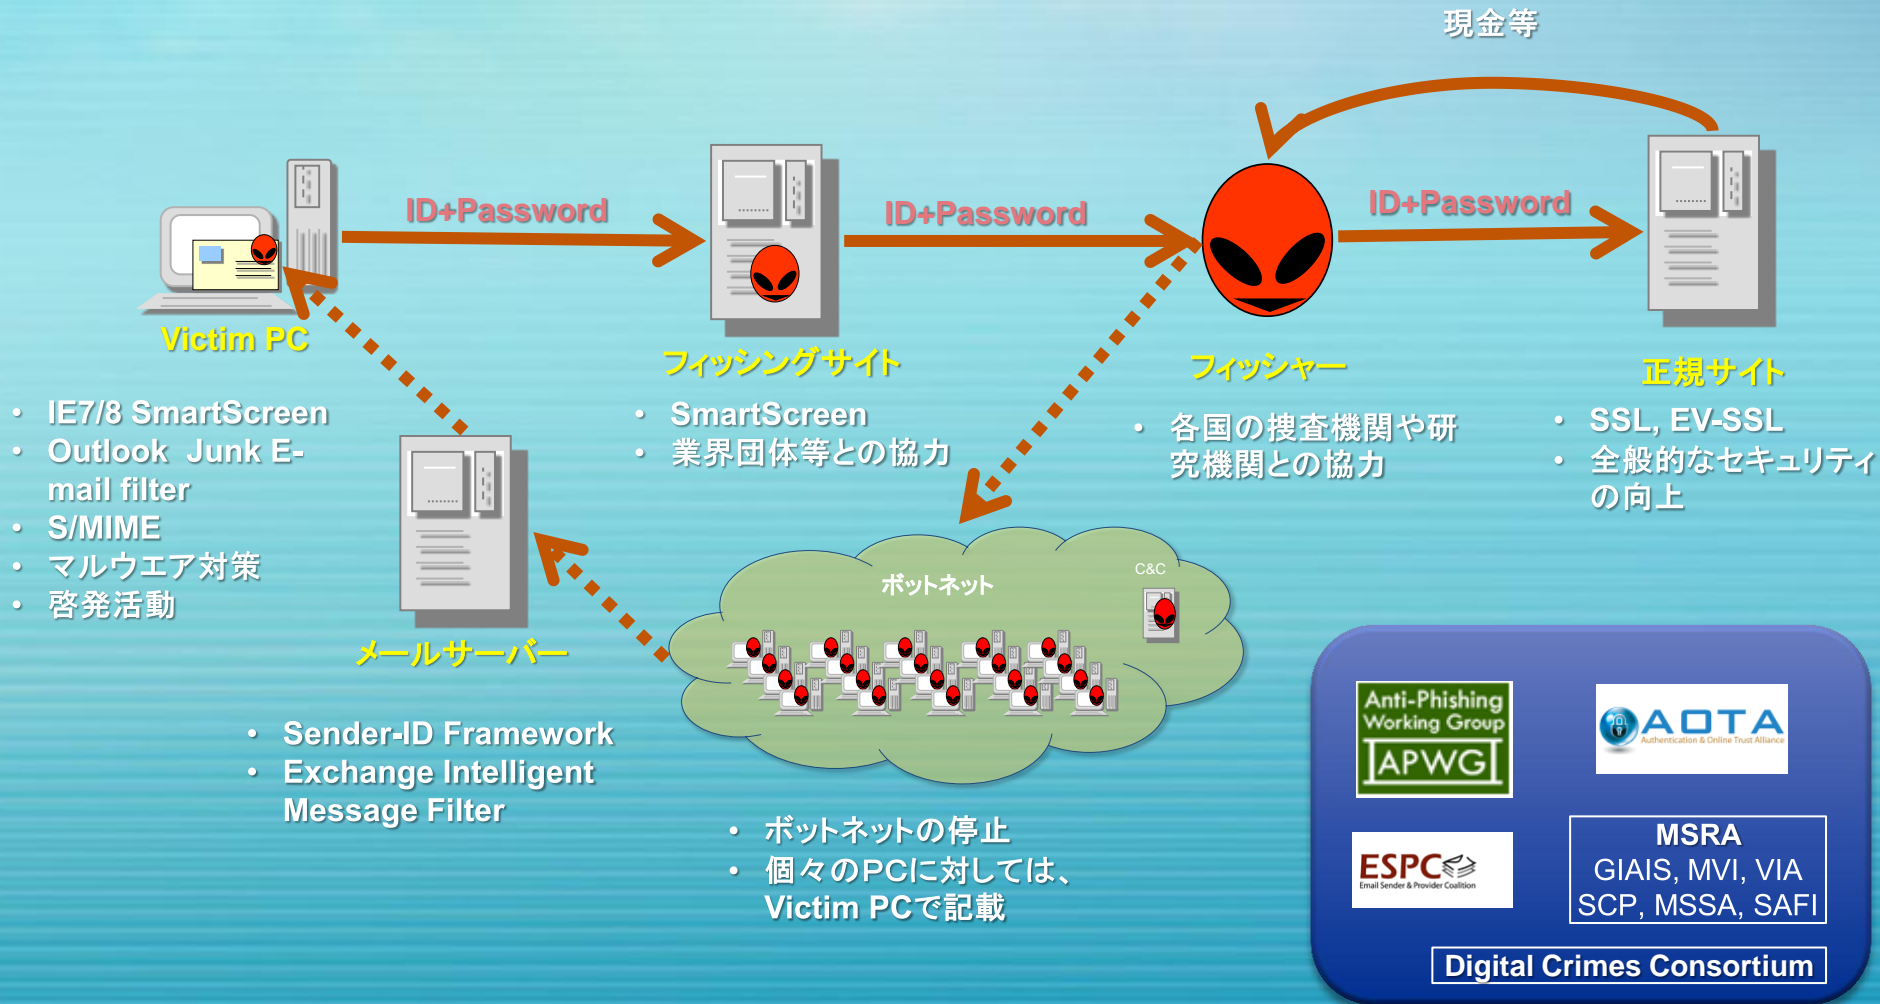 現金等
ID+Password
ID+Password
ID+Password
Victim PC
フィッシングサイト
フィッシャー
正規サイト
• IE7/8 SmartScreen
• Outlook Junk E-
mail filter
• S/MIME
• マルウエア対策
• 啓発活動
• SmartScreen
• 業界団体等との協力
• 各国の捜査機関や研
究機関との協力
• SSL, EV-SSL
• 全般的なセキュリティ
の向上
メールサーバー
• Sender-ID Framework
• Exchange Intelligent
Message Filter
ボットネット
C&C
• ボットネットの停止
• 個々のPCに対しては、
Victim PCで記載
Anti-Phishing
Working Group
APWG
AOTA
Authentication & Online Trust Alliance
ESPC
Email Sender & Provider Coalition
MSRA
GIAIS, MVI, VIA
SCP, MSSA, SAFI
Digital Crimes Consortium